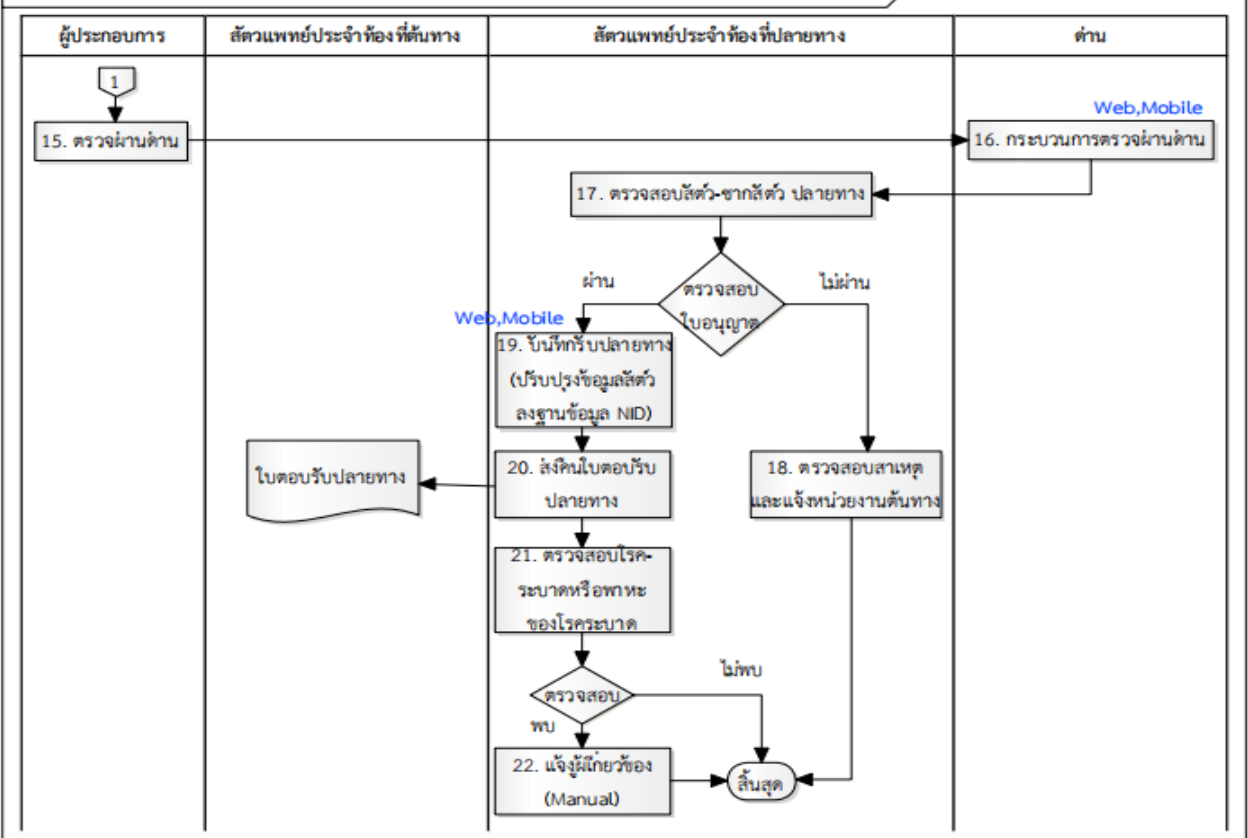 ผู้ประกอบการ
สัตวแพทย์ประจำท้องที่ต้นทาง
สัตวแพทย์ประจำท้องที่ปลายทาง
ด่าน
1
Web,Mobile
15. ตรวจผ่านด่าน
16. กระบวนการตรวจผ่านด่าน
17. ตรวจสอบสัตว์-ซากสัตว์ ปลายทาง
ผ่าน
ไม่ผ่าน
ตรวจสอบ
ใบอนุญาต
Web,Mobile
19. บันทึกรับปลายทาง
(ปรับปรุงข้อมูลสัตว์
ลงฐานข้อมูล NID)
ใบตอบรับปลายทาง
20. ส่งคืนใบตอบรับ
ปลายทาง
18. ตรวจสอบสาเหตุ
และแจ้งหน่วยงานต้นทาง
21. ตรวจสอบโรค-
ระบาดหรือพาหะ
ของโรคระบาด
ไม่พบ
ตรวจสอบ
พบ
22. แจ้งผู้เกี่ยวข้อง
(Manual)
สิ้นสุด